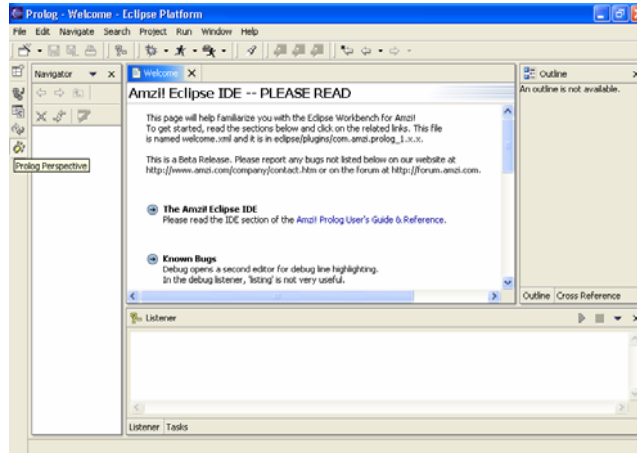 Prolog - Welcome - Eclipse Platform
File Edit Navigate Search Project Run Window Help
Navigator
Welcome
Outline
Amzi! Eclipse IDE -- PLEASE READ
An outline is not available.
This page will help familiarize you with the Eclipse Workbench for Amzi!
To get started, read the sections below and click on the related links. This file
is named welcome.xml and it is in eclipse/plugins/com.amzi.prolog_1.x.x.
Prolog Perspective
This is a Beta Release. Please report any bugs not listed below on our website at
http://www.amzi.com/company/contact.htm or on the forum at http://forum.amzi.com.
The Amzi! Eclipse IDE
Please read the IDE section of the Amzi! Prolog User's Guide & Reference.
Known Bugs
Debug opens a second editor for debug line highlighting.
In the debug listener, 'listing' is not very useful.
Outline Cross Reference
Listener
Listener Tasks